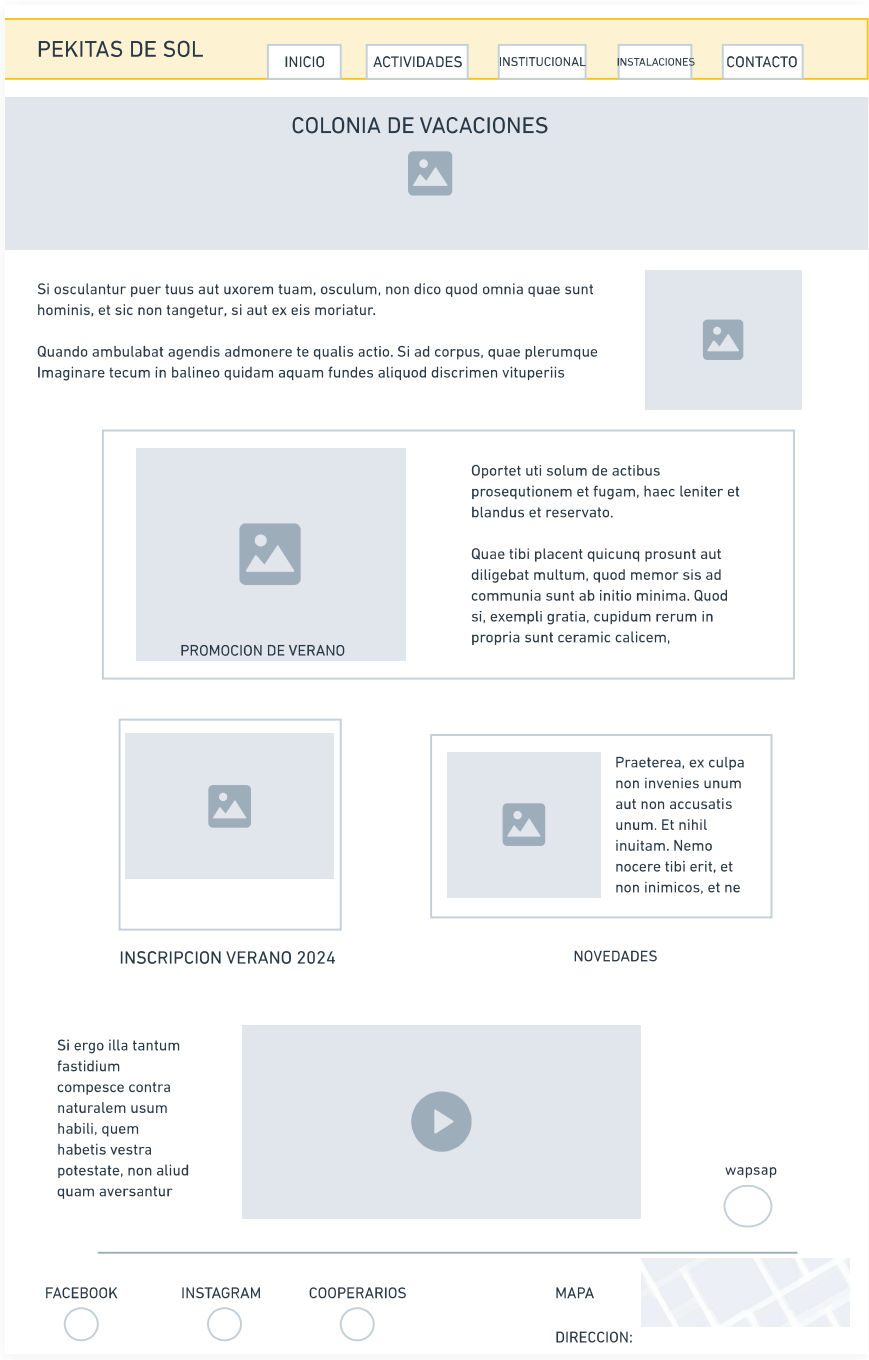 PEKITAS DE SOL
INICIO
ACTIVIDADES
INSTITUCIONAL
INSTALACIONES
CONTACTO
COLONIA DE VACACIONES
Si osculantur puer tuus aut uxorem tuam, osculum, non dico quod omnia quae sunt
hominis, et sic non tangetur, si aut ex eis moriatur.
Quando ambulabat agendis admonere te qualis actio. Si ad corpus, quae plerumque
Imaginare tecum in balineo quidam aquam fundes aliquod discrimen vituperiis
PROMOCION DE VERANO
Oportet uti solum de actibus
prosequtionem et fugam, haec leniter et
blandus et reservato.
Quae tibi placent quicunq prosunt aut
diligebat multum, quod memor sis ad
communia sunt ab initio minima. Quod
si, exempli gratia, cupidum rerum in
propria sunt ceramic calicem,
INSCRIPCION VERANO 2024
Praeterea, ex culpa
non invenies unum
aut non accusatis
unum. Et nihil
inuitam. Nemo
nocere tibi erit, et
non inimicos, et ne
NOVEDADES
Si ergo illa tantum
fastidium
compesce contra
naturalem usum
habili, quem
habetis vestra
potestate, non aliud
quam aversantur
wapsap
FACEBOOK
INSTAGRAM
COOPERARIOS
MAPA
DIRECCION: